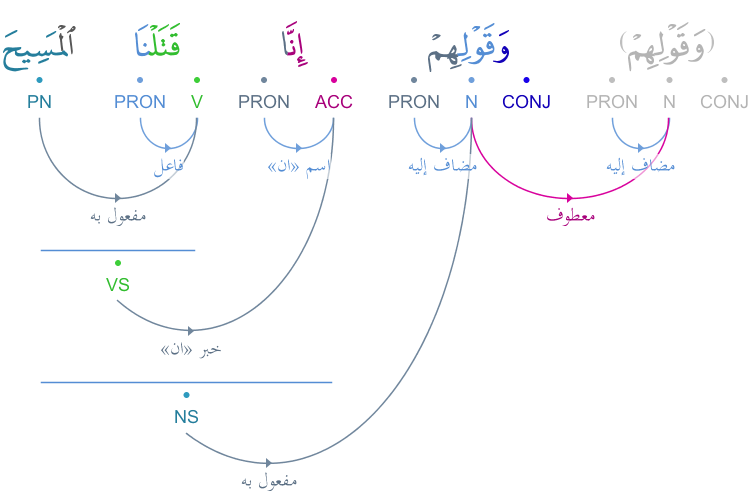 (وَقَوْلِهِمْ) وَقَوْلِهِمْ إِنَّا قَتَلْنَا ٱلْمَسِيحَ
CONJ N PRON CONJ N PRON ACC PRON V PRON PN
مضاف إليه مضاف إليه اسم «ان» فاعل
معطوف مفعول به
VS
خبر «ان»
NS
مفعول به